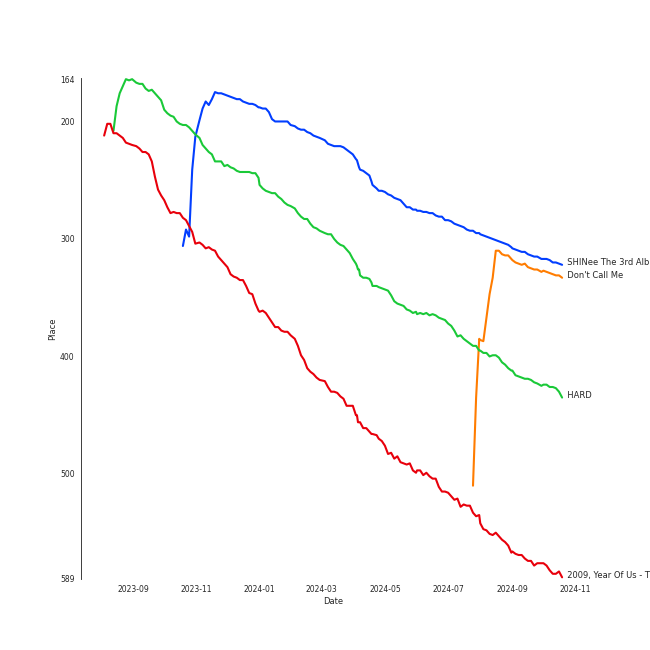 164
200
300
400
500
589
Place
2023-09
2023-11
2024-01
2024-03
2024-05
2024-07
2024-09
2024-11
Date
SHINee The 3rd Alb
Don't Call Me
HARD
2009, Year Of Us - T